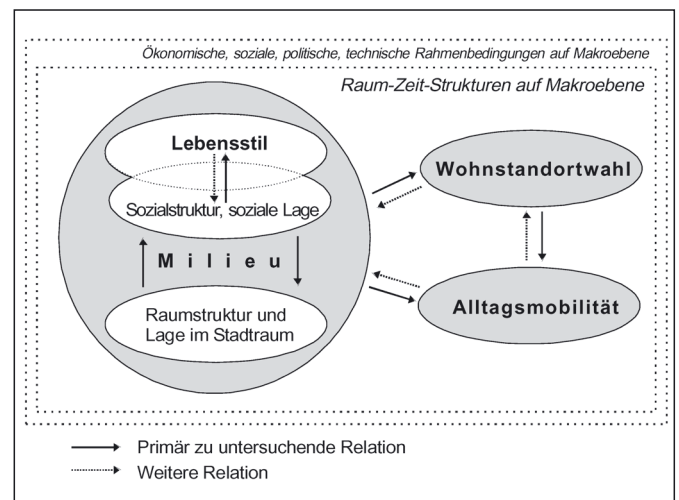 Ökonomische, soziale, politische, technische Rahmenbedingungen auf Makroebene
Raum-Zeit-Strukturen auf Makroebene
Lebensstil
Sozialstruktur, soziale Lage
Milieu
Raumstruktur und
Lage im Stadtraum
Wohnstandortwahl
Alltagsmobilität
Primär zu untersuchende Relation
Weitere Relation